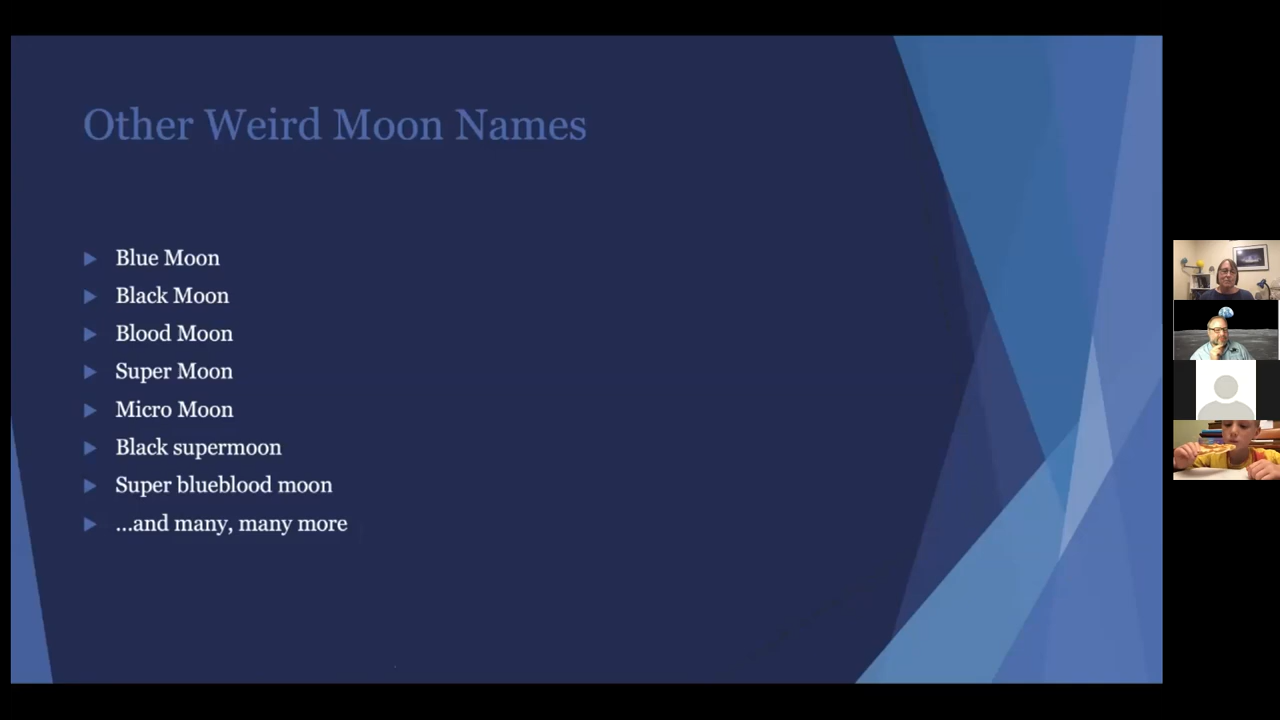 Other Weird Moon Names
Blue Moon
Black Moon
Blood Moon
Super Moon
Micro Moon
Black supermoon
Super blueblood moon
...and many, many more